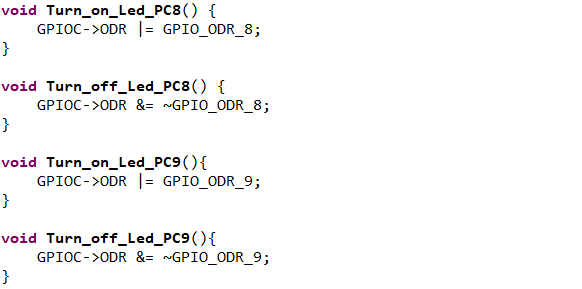 void Turn_on_Led_PC8() {
    GPIOC->ODR |= GPIO_ODR_8;
}

void Turn_off_Led_PC8() {
    GPIOC->ODR &= ~GPIO_ODR_8;
}

void Turn_on_Led_PC9(){
    GPIOC->ODR |= GPIO_ODR_9;
}

void Turn_off_Led_PC9(){
    GPIOC->ODR &= ~GPIO_ODR_9;
}